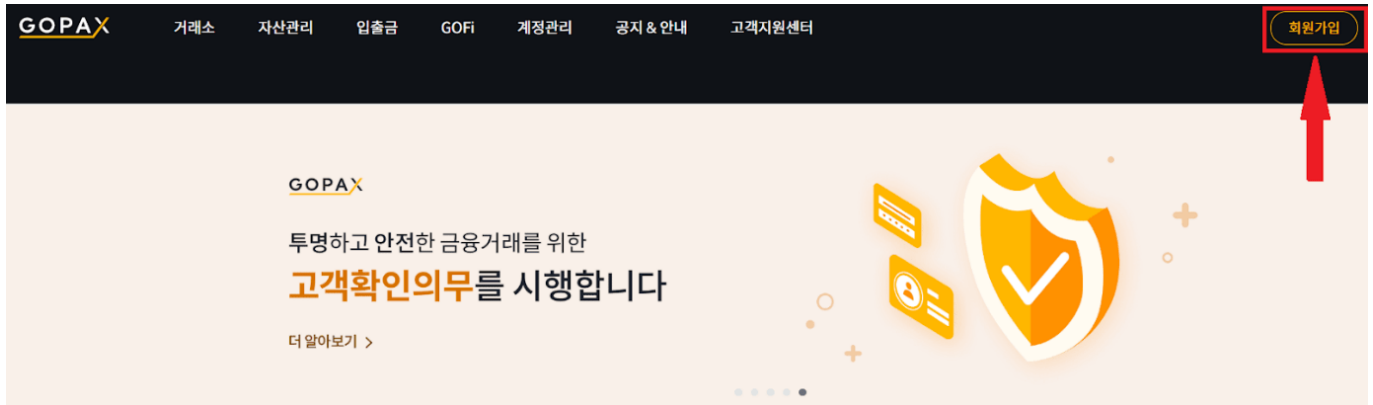 GOPAX 거래소 자산관리 입출금 GOFi 계정관리 공지 & 안내 고객지원센터 회원가입
GOPAX
투명하고 안전한 금융거래를 위한
고객확인의무를 시행합니다
더 알아보기 >